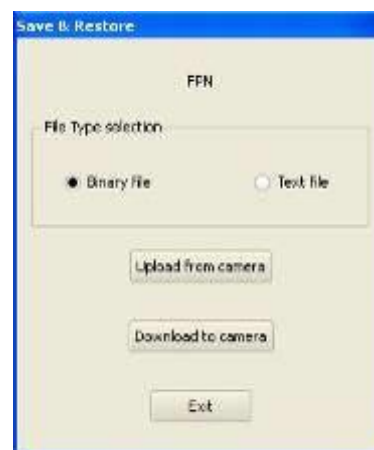 Save & Restore
FPN
File Type selection
Binary File
Text file
Upload from camera
Download to camera
Exit